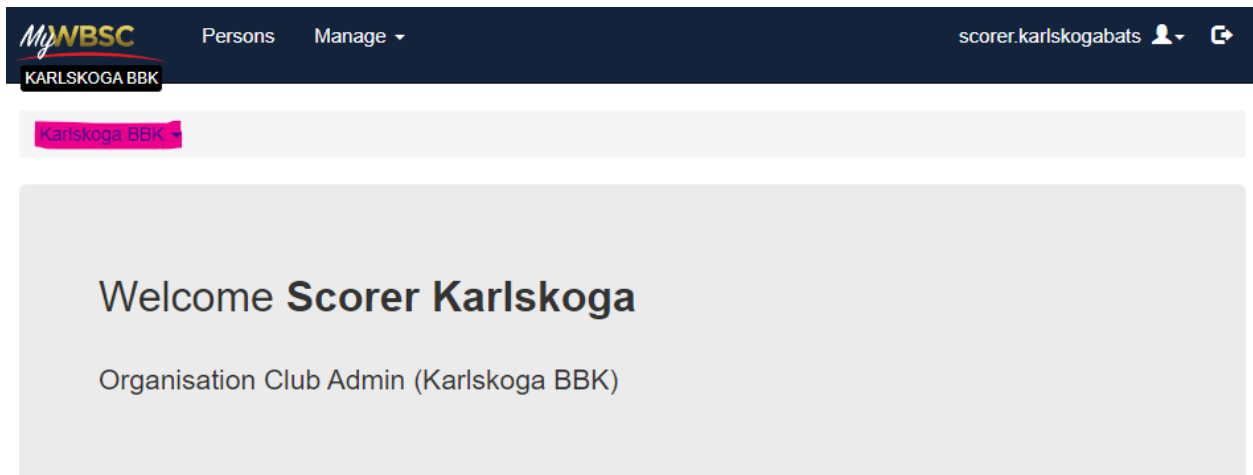 MyWBSC Persons Manage scorer.karlskogabats
KARLSKOGA BBK
Karlskoga BBK
Welcome Scorer Karlskoga
Organisation Club Admin (Karlskoga BBK)